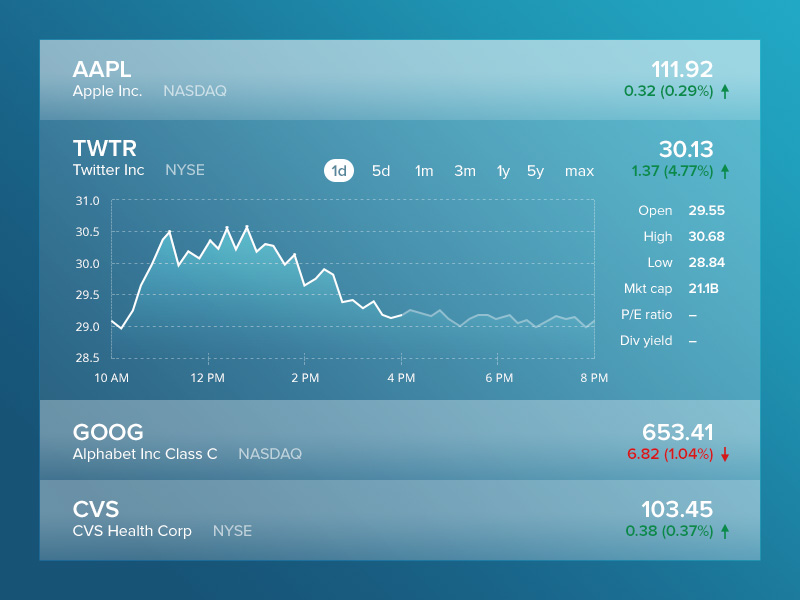 AAPL
111.92
Apple Inc. NASDAQ
0.32 (0.29%)
TWTR
30.13
Twitter Inc NYSE
1d 5d 1m 3m 1y 5y max
1.37 (4.77%)
31.0
30.5
30.0
29.5
29.0
28.5
10 AM 12 PM 2 PM 4 PM 6 PM 8 PM
Open 29.55
High 30.68
Low 28.84
Mkt cap 21.1B
P/E ratio –
Div yield –
GOOG
653.41
Alphabet Inc Class C NASDAQ
6.82 (1.04%)
CVS
103.45
CVS Health Corp NYSE
0.38 (0.37%)